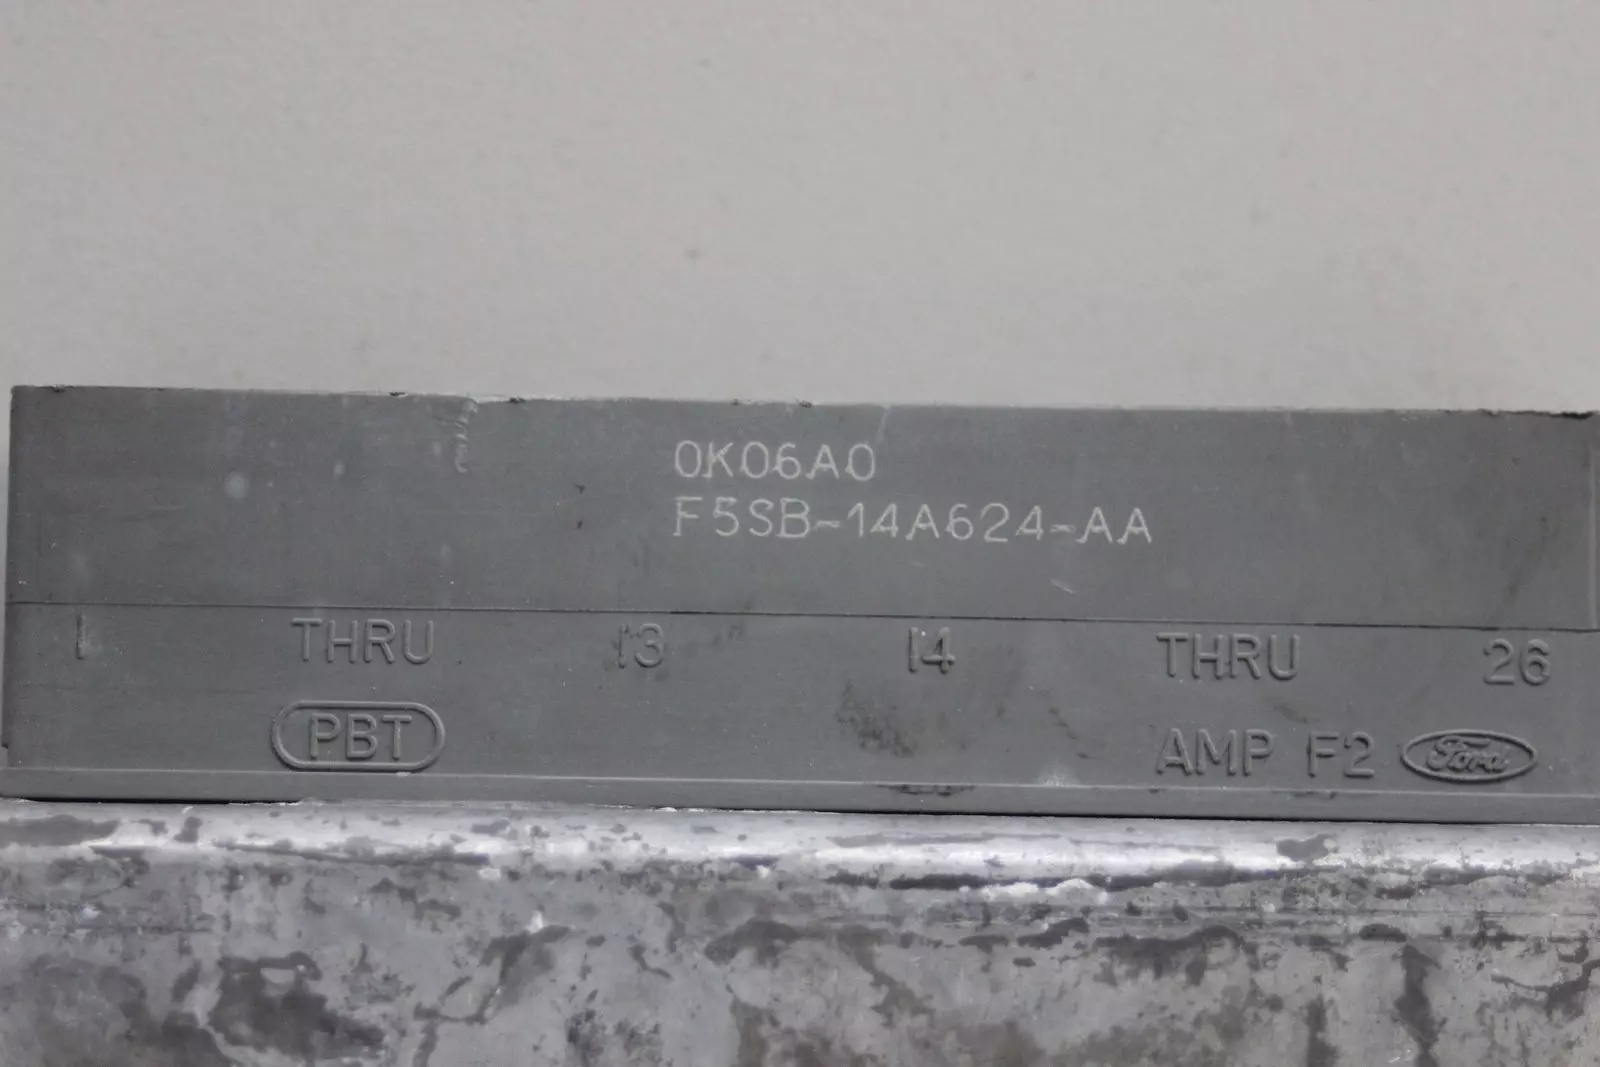 0K06A0
F5SB-14A624-AA
1 THRU 13 14 THRU 26
PBT AMP F2 Ford